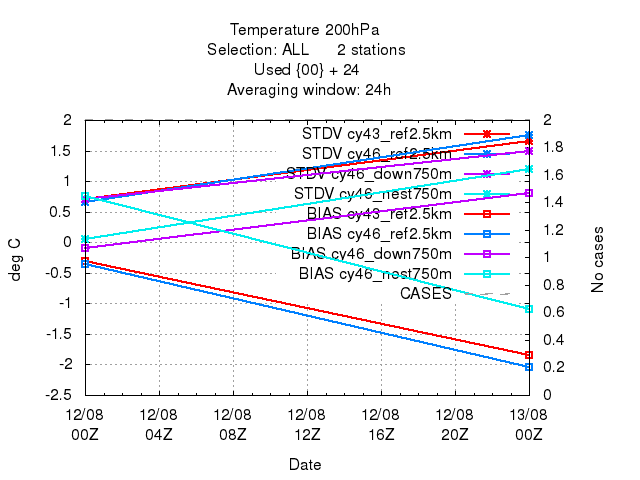 Temperature 200hPa
Selection: ALL 2 stations
Used {00} + 24
Averaging window: 24h
deg C
No cases
2
1.5
1
0.5
0
-0.5
-1
-1.5
-2
-2.5
2
1.8
1.6
1.4
1.2
1
0.8
0.6
0.4
0.2
0
STDV cy43_ref2.5km
STDV cy46_ref2.5km
STDV cy46_down750m
STDV cy46_nest750m
BIAS cy43_ref2.5km
BIAS cy46_ref2.5km
BIAS cy46_down750m
BIAS cy46_nest750m
CASES
12/08 12/08 12/08 12/08 12/08 12/08 13/08
00Z 04Z 08Z 12Z 16Z 20Z 00Z
Date